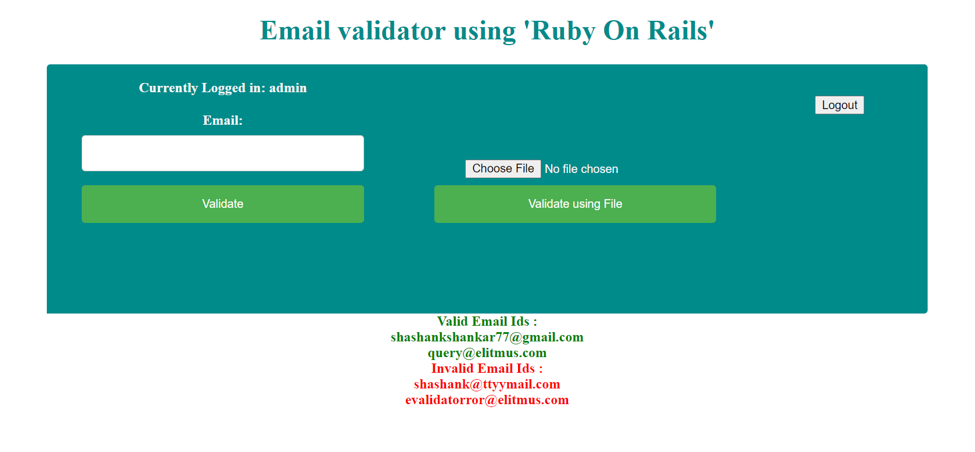 Email validator using 'Ruby On Rails'
Currently Logged in: admin
Logout
Email:
Choose File No file chosen
Validate
Validate using File
Valid Email Ids :
shashankshankar77@gmail.com
query@elitmus.com
Invalid Email Ids :
shashank@ttyymail.com
evalidatorror@elitmus.com